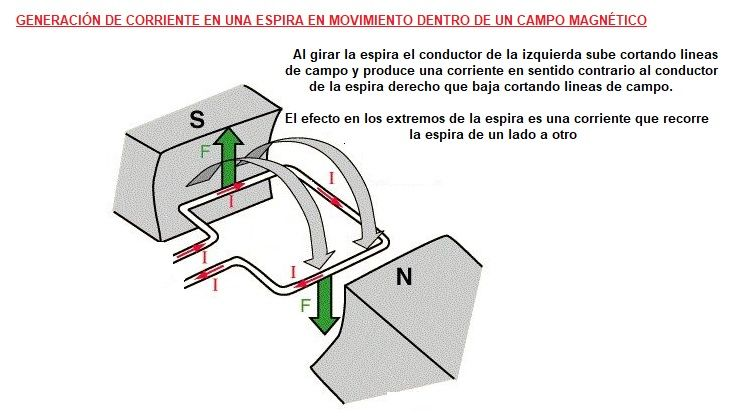 GENERACIÓN DE CORRIENTE EN UNA ESPIRA EN MOVIMIENTO DENTRO DE UN CAMPO MAGNÉTICO
Al girar la espira el conductor de la izquierda sube cortando lineas
de campo y produce una corriente en sentido contrario al conductor
de la espira derecho que baja cortando lineas de campo.
El efecto en los extremos de la espira es una corriente que recorre
la espira de un lado a otro
S
F
I
I
I
I
I
N
F